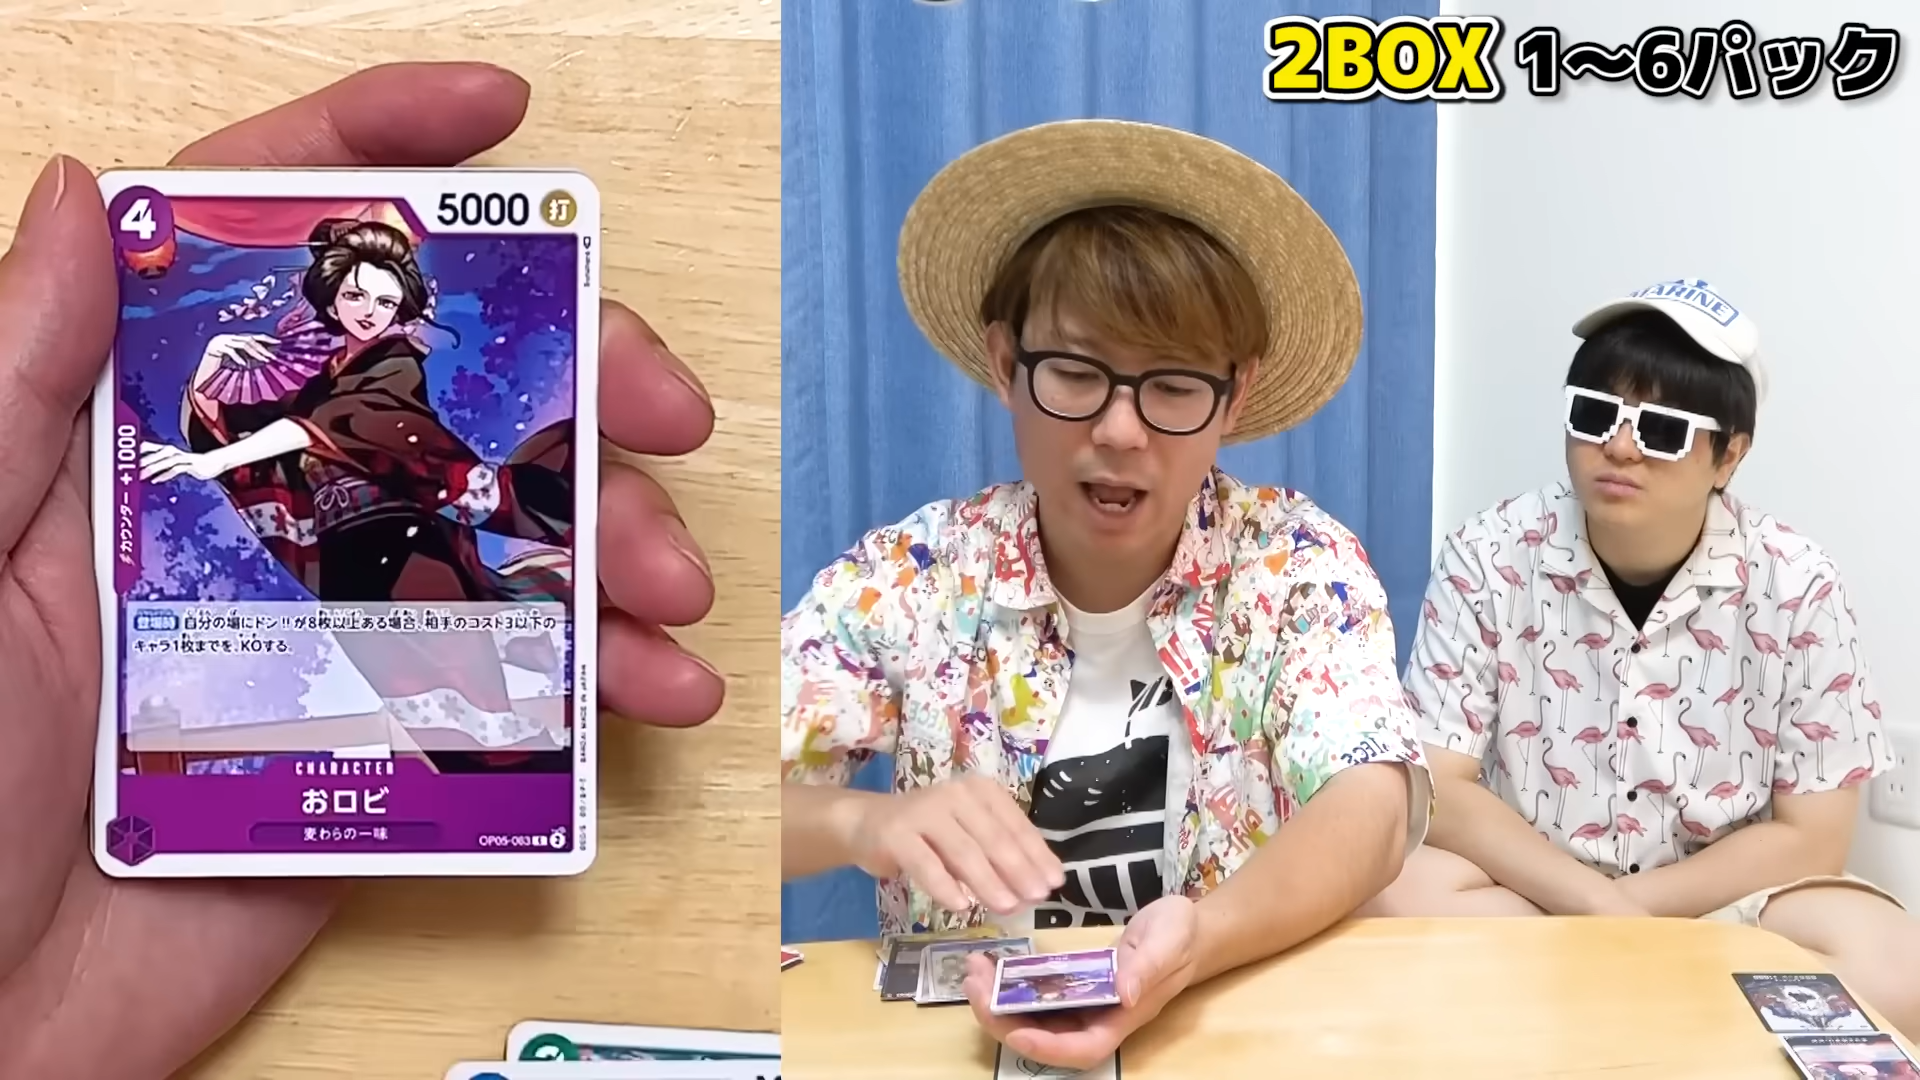 2BOX 1〜6パック
4
5000 打
カウンター +1000
登場時 自分の場にドン!!が8枚以上ある場合、相手のコスト3以下の
キャラ1枚までを、KOする。
CHARACTER
おロビ
麦わらの一味
OP05-063 C
MARINE